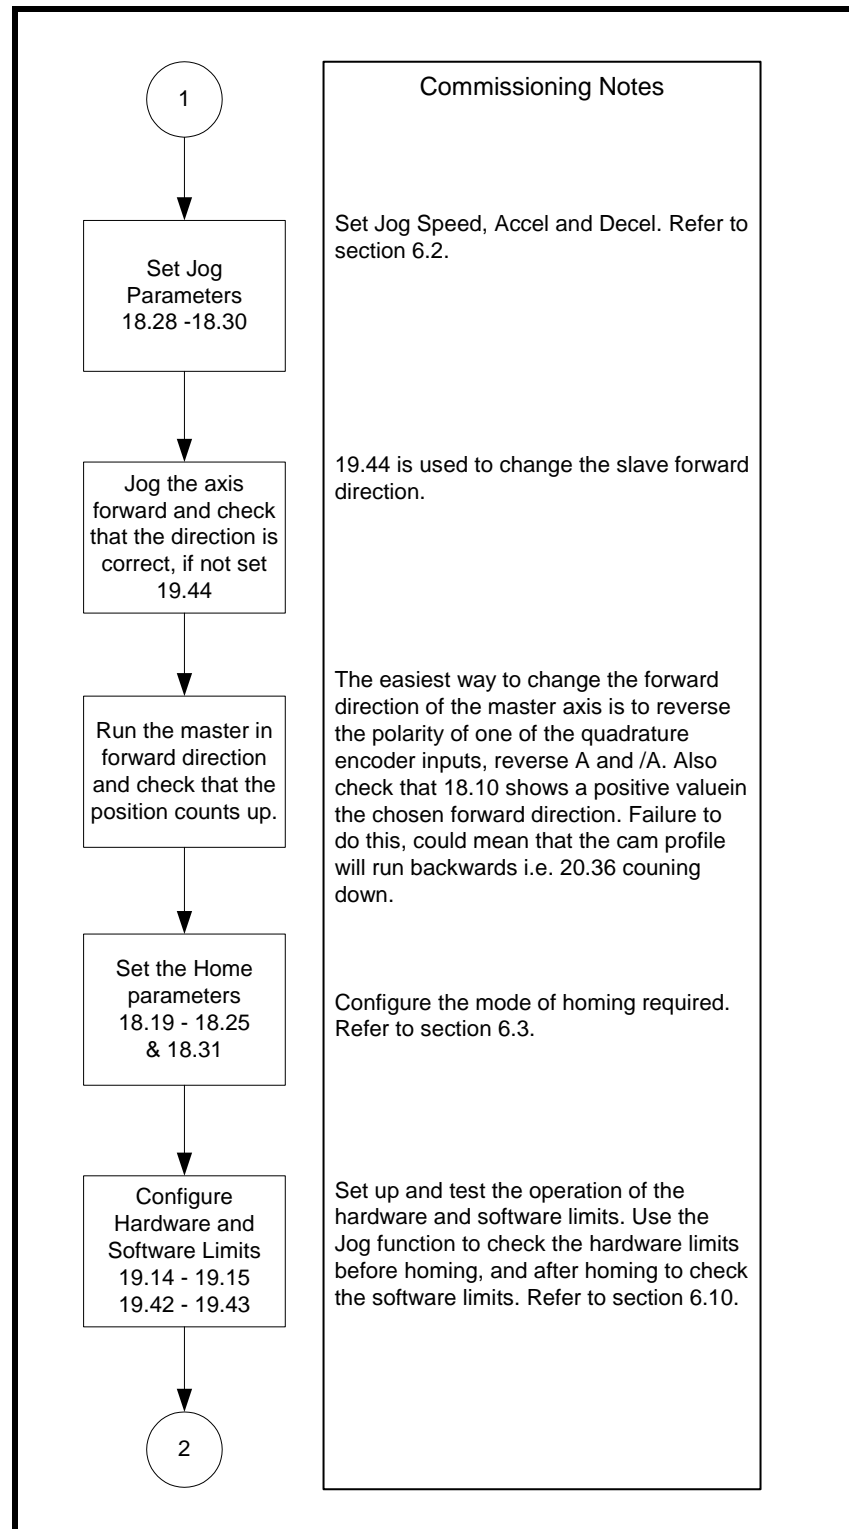 1
Commissioning Notes
Set Jog
Parameters
18.28 -18.30
Set Jog Speed, Accel and Decel. Refer to
section 6.2.
Jog the axis
forward and check
that the direction is
correct, if not set
19.44
19.44 is used to change the slave forward
direction.
Run the master in
forward direction
and check that the
position counts up.
The easiest way to change the forward
direction of the master axis is to reverse
the polarity of one of the quadrature
encoder inputs, reverse A and /A. Also
check that 18.10 shows a positive valuein
the chosen forward direction. Failure to
do this, could mean that the cam profile
will run backwards i.e. 20.36 couning
down.
Set the Home
parameters
18.19 - 18.25
& 18.31
Configure the mode of homing required.
Refer to section 6.3.
Configure
Hardware and
Software Limits
19.14 - 19.15
19.42 - 19.43
Set up and test the operation of the
hardware and software limits. Use the
Jog function to check the hardware limits
before homing, and after homing to check
the software limits. Refer to section 6.10.
2